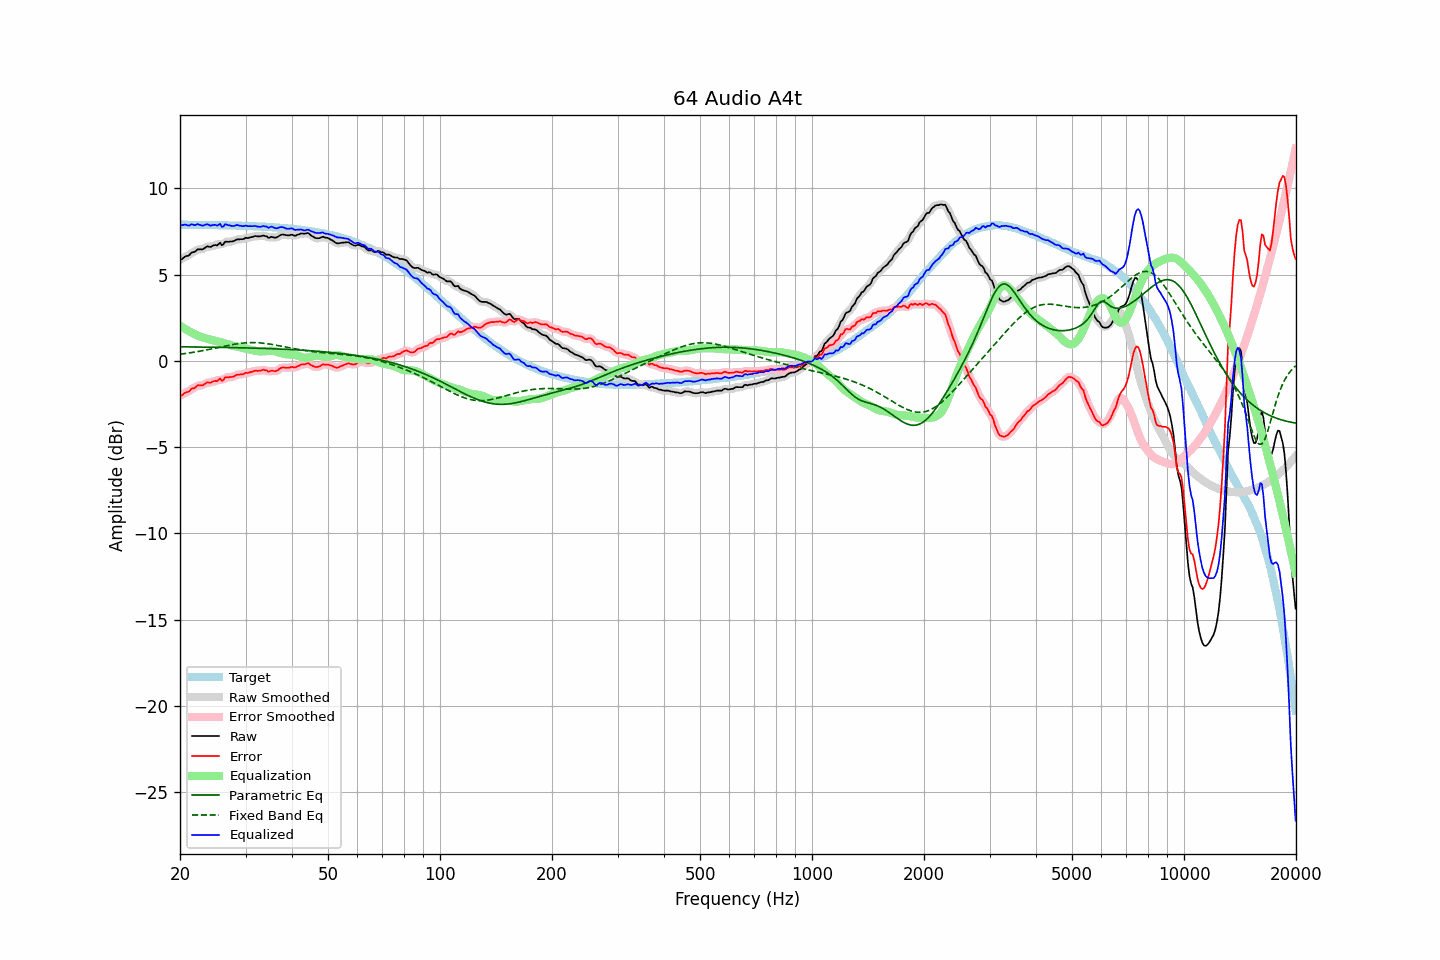 64 Audio A4t
10
5
0
−5
−10
−15
−20
−25
Amplitude (dBr)
Target
Raw Smoothed
Error Smoothed
Raw
Error
Equalization
Parametric Eq
Fixed Band Eq
Equalized
20
50
100
200
500
1000
2000
5000
10000
20000
Frequency (Hz)